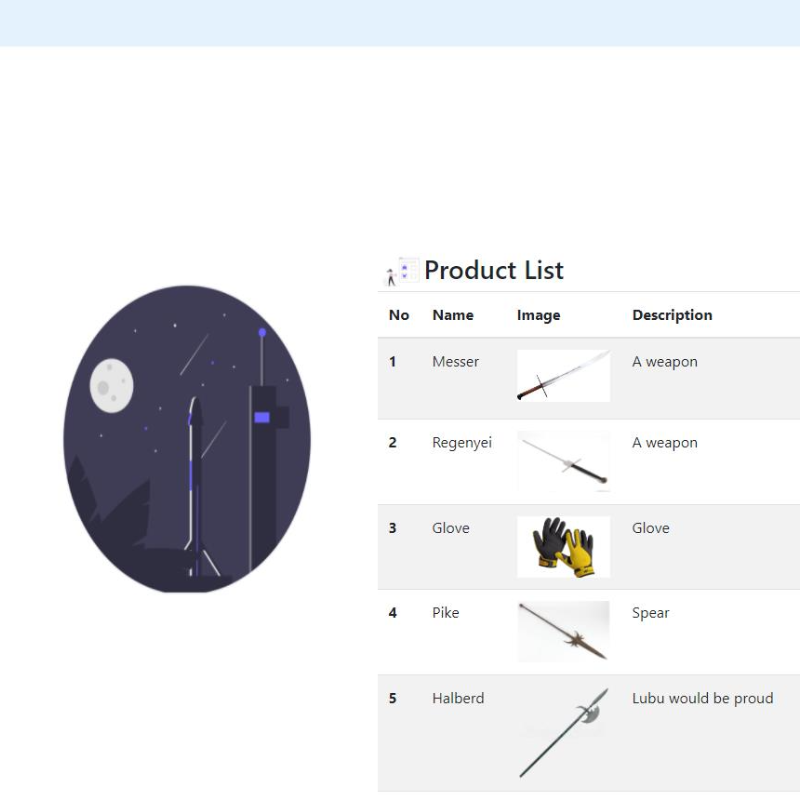 Product List
No Name Image Description
1 Messer A weapon
2 Regenyei A weapon
3 Glove Glove
4 Pike Spear
5 Halberd Lubu would be proud